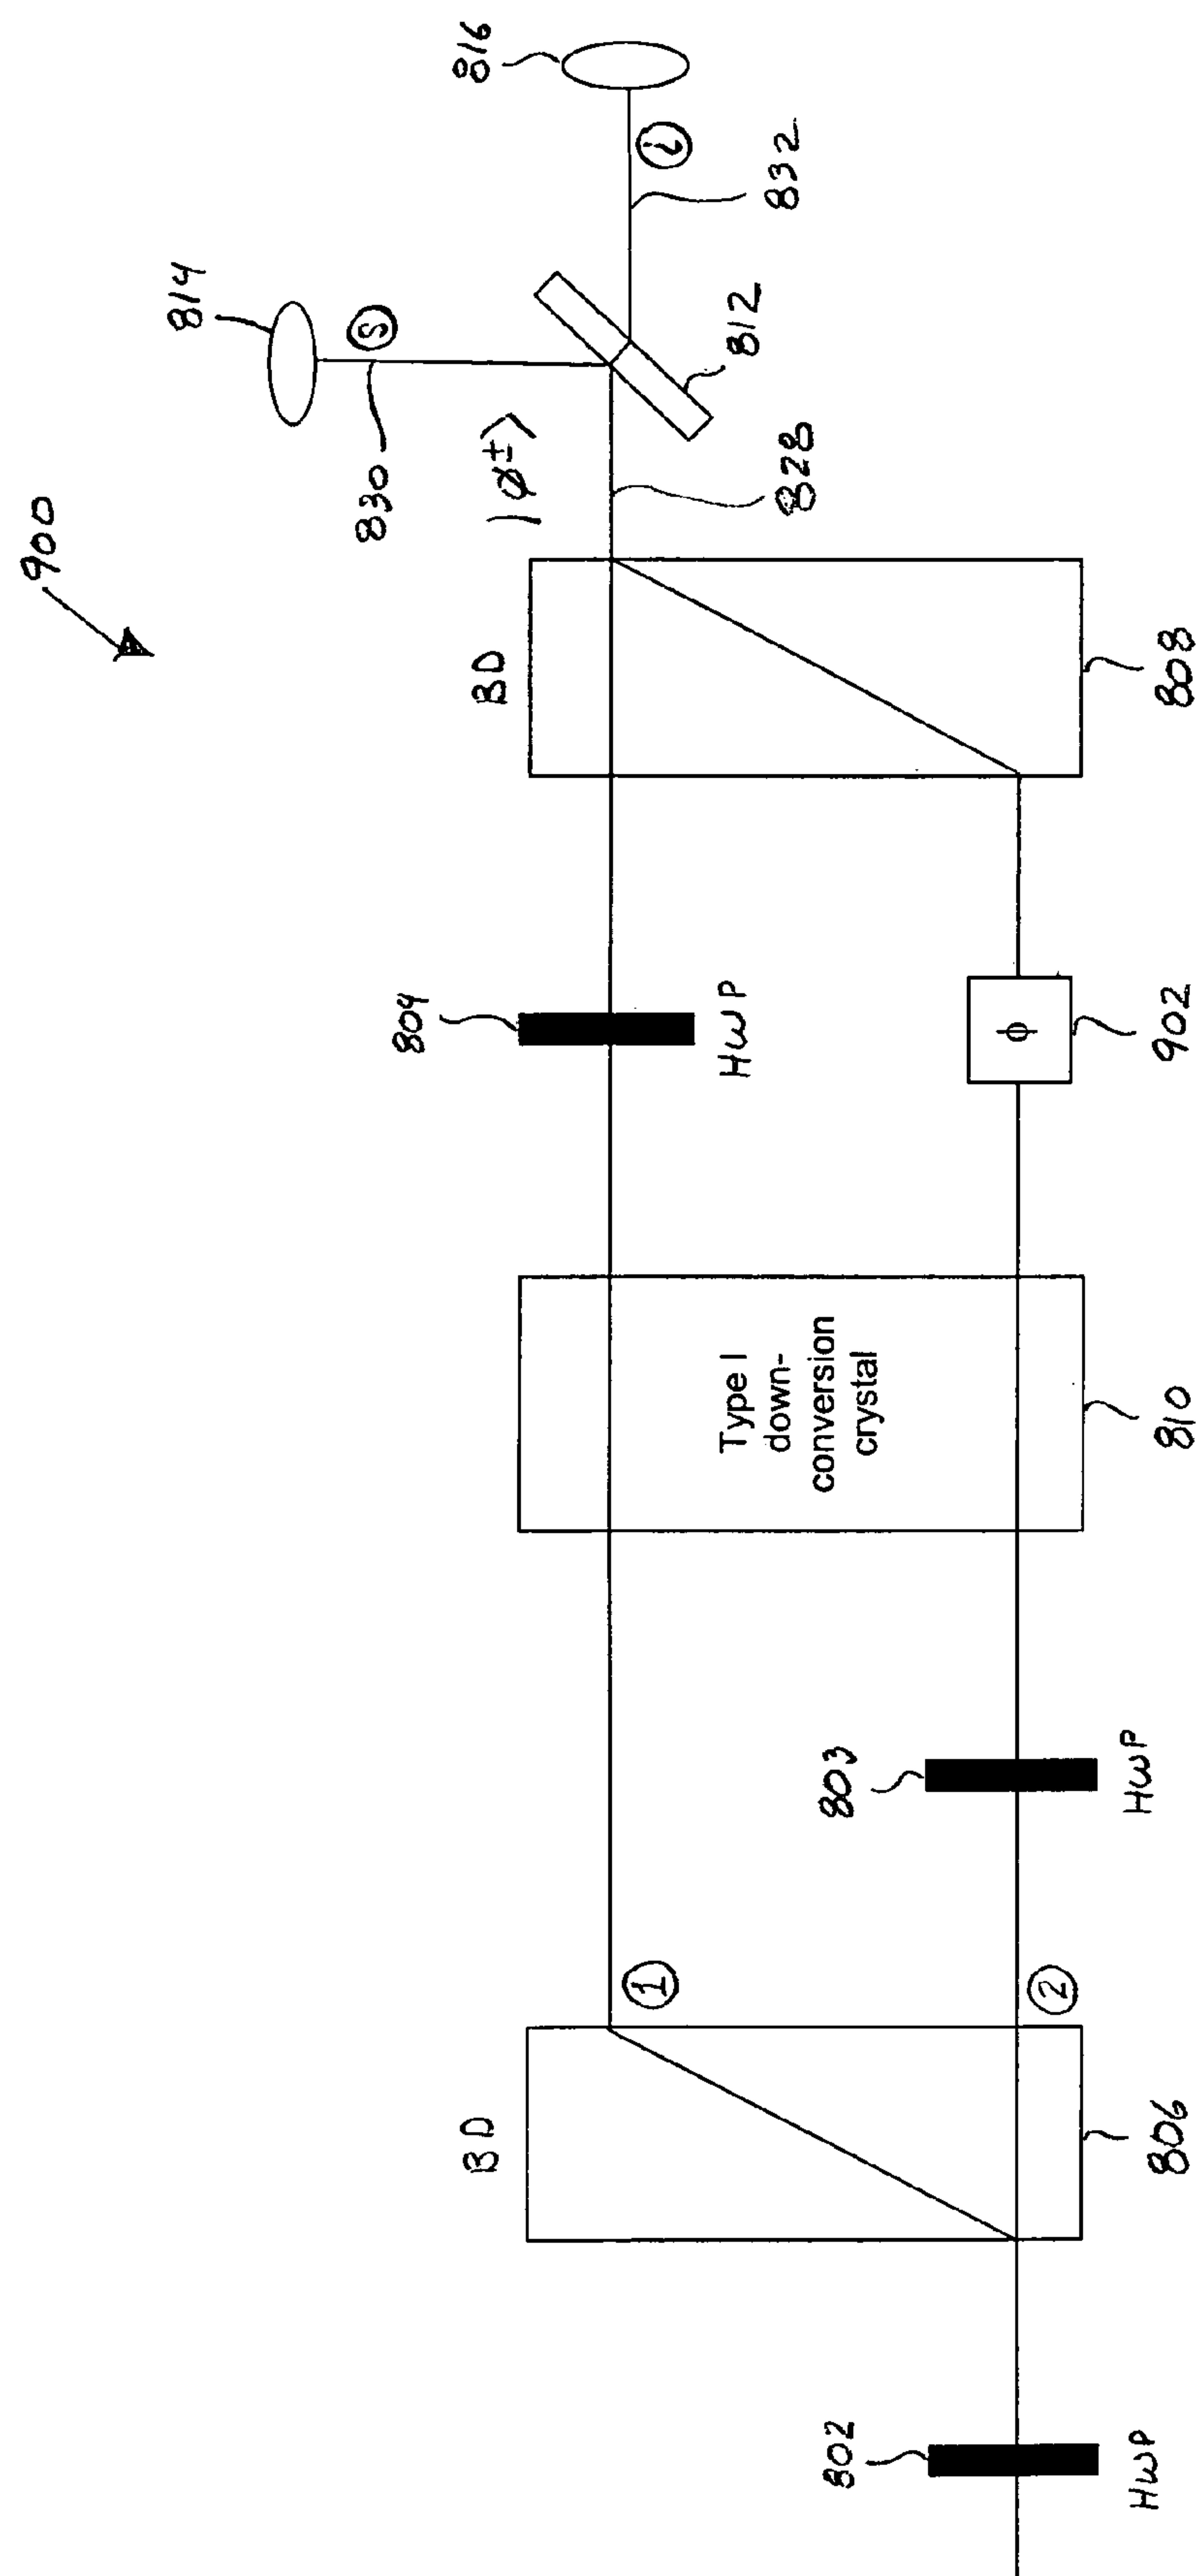 900
816
i
832
814
s
830
|ø±⟩
812
828
BD
808
804
HWP
ϕ
902
Type I
down-
conversion
crystal
810
803
HWP
1
2
BD
806
802
HWP